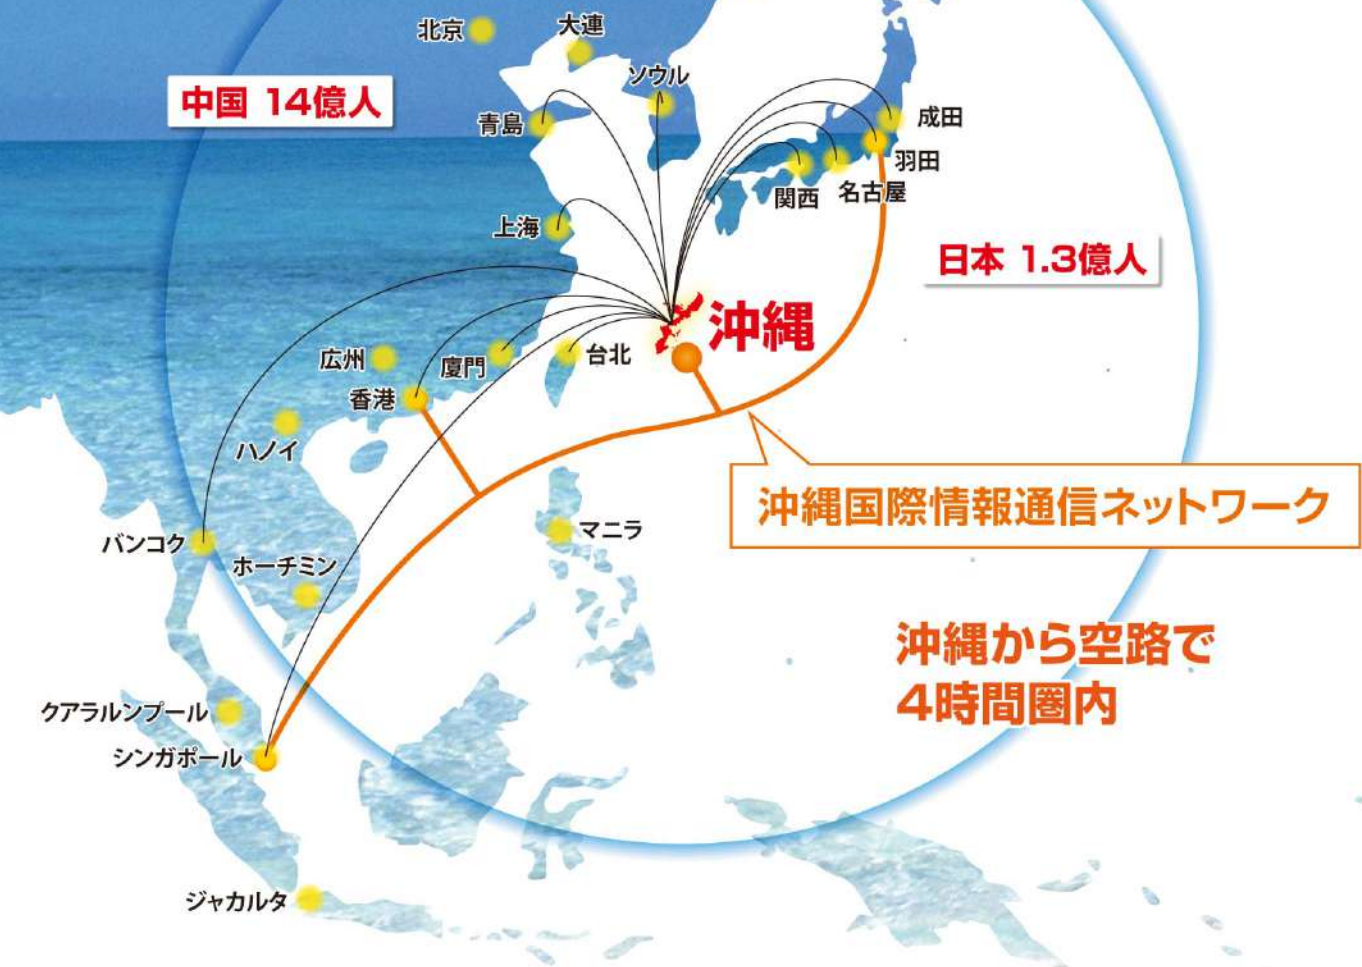 北京
大連
ソウル
中国 14億人
青島
成田
羽田
関西
名古屋
上海
日本 1.3億人
沖縄
広州
廈門
台北
香港
ハノイ
沖縄国際情報通信ネットワーク
マニラ
バンコク
ホーチミン
沖縄から空路で
4時間圏内
クアラルンプール
シンガポール
ジャカルタ